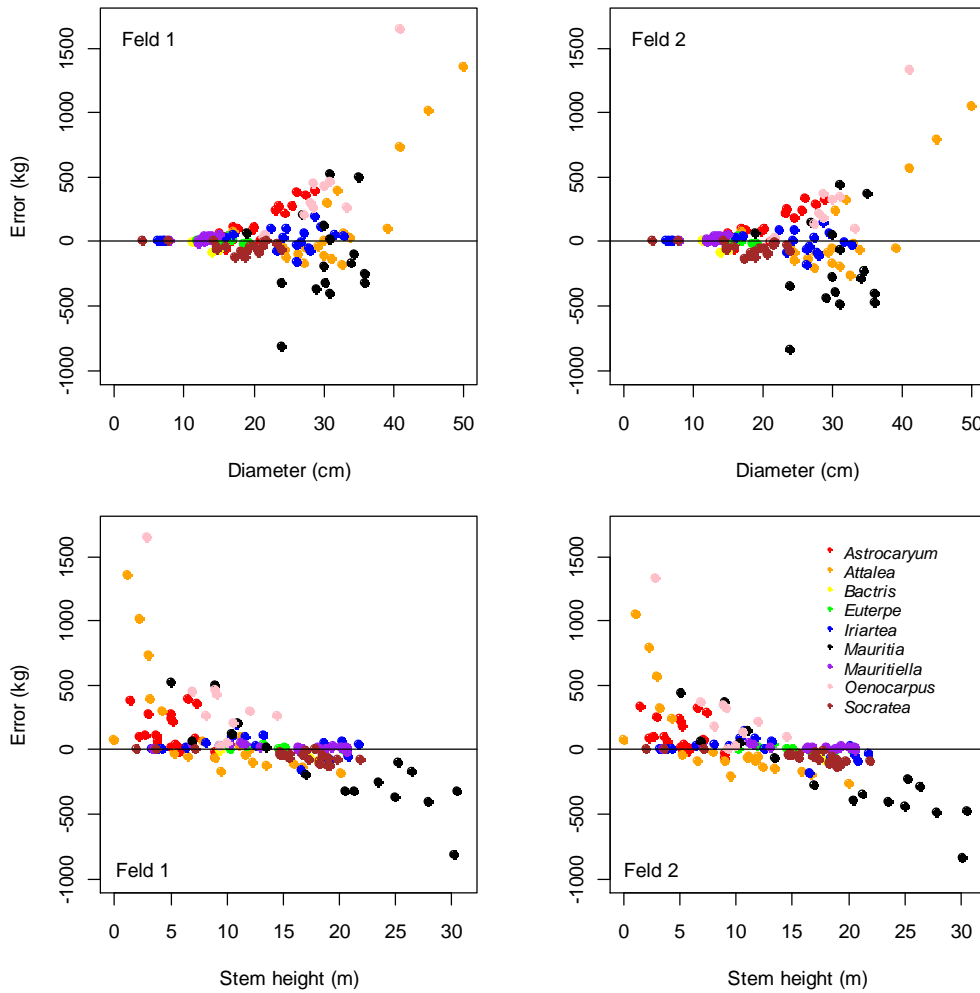 Feld 1
Error (kg)
1500
1000
500
0
-500
-1000
0 10 20 30 40 50
Diameter (cm)
Feld 2
1500
1000
500
0
-500
-1000
0 10 20 30 40 50
Diameter (cm)
Error (kg)
1500
1000
500
0
-500
-1000
Feld 1
0 5 10 15 20 25 30
Stem height (m)
1500
1000
500
0
-500
-1000
Astrocaryum
Attalea
Bactris
Euterpe
Iriartea
Mauritia
Mauritiella
Oenocarpus
Socratea
Feld 2
0 5 10 15 20 25 30
Stem height (m)